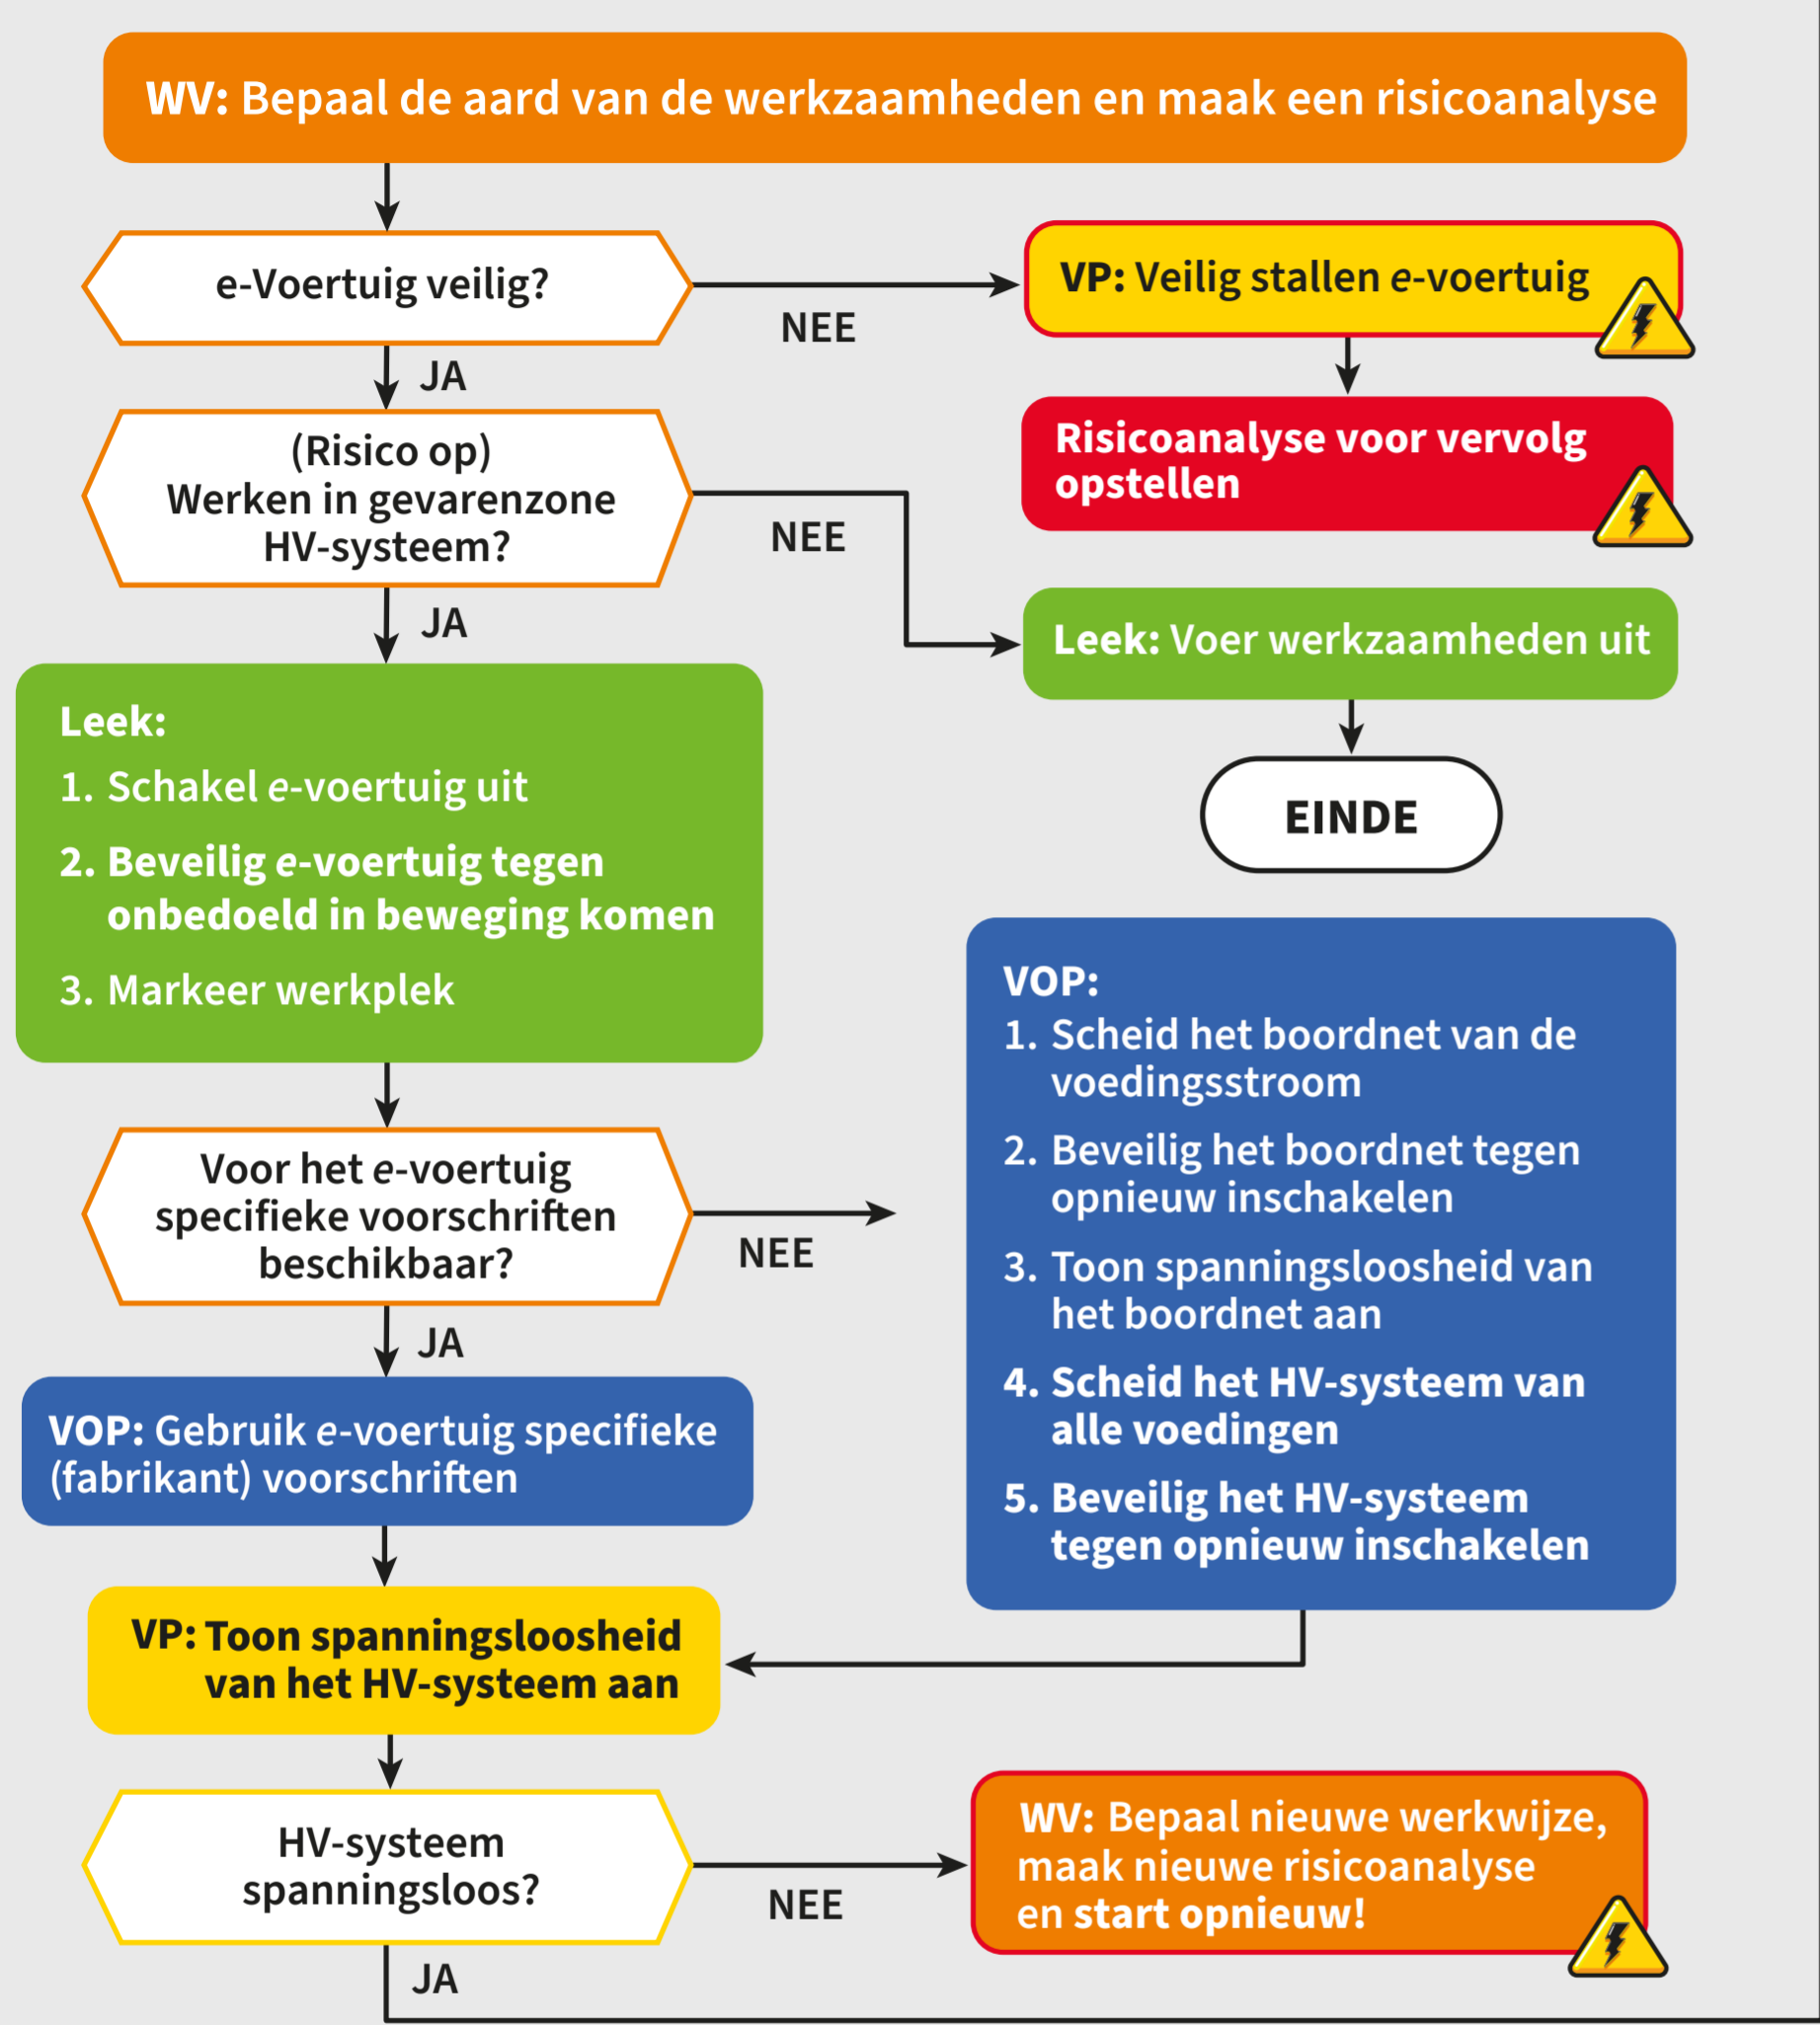 WV: Bepaal de aard van de werkzaamheden en maak een risicoanalyse
e-Voertuig veilig?
NEE
VP: Veilig stallen e-voertuig
JA
Risicoanalyse voor vervolg
opstellen
(Risico op)
Werken in gevarenzone
HV-systeem?
NEE
JA
Leek: Voer werkzaamheden uit
EINDE
Leek:
1. Schakel e-voertuig uit
2. Beveilig e-voertuig tegen
onbedoeld in beweging komen
3. Markeer werkplek
Voor het e-voertuig
specifieke voorschriften
beschikbaar?
NEE
JA
VOP:
1. Scheid het boordnet van de
voedingsstroom
2. Beveilig het boordnet tegen
opnieuw inschakelen
3. Toon spanningsloosheid van
het boordnet aan
4. Scheid het HV-systeem van
alle voedingen
5. Beveilig het HV-systeem
tegen opnieuw inschakelen
VOP: Gebruik e-voertuig specifieke
(fabrikant) voorschriften
VP: Toon spanningsloosheid
van het HV-systeem aan
HV-systeem
spanningsloos?
NEE
WV: Bepaal nieuwe werkwijze,
maak nieuwe risicoanalyse
en start opnieuw!
JA